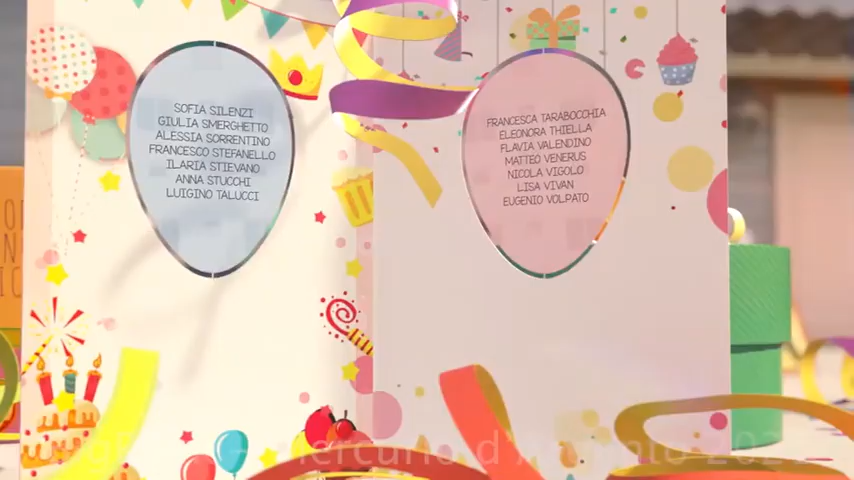 SOFIA SILENZI
GIULIA SMERGHETTO
ALESSIA SORRENTINO
FRANCESCO STEFANELLO
ILARIA STIEVANO
ANNA STUCCHI
LUIGINO TALUCCI
FRANCESCA TARABOCCHIA
ELEONORA THIELLA
FLAVIA VALENDINO
MATTEO VENERUS
NICOLA VIGOLO
LISA VIVAN
EUGENIO VOLPATO